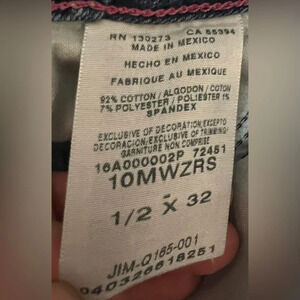 RN 130273 CA 55394
MADE IN MEXICO
HECHO EN MEXICO
FABRIQUE AU MEXIQUE
92% COTTON / ALGODON / COTON
7% POLYESTER / POLIESTER 1%
SPANDEX
EXCLUSIVE OF DECORATION,EXCEPTO
DECORACION/EXCLUSIVE OF TRIMMING/
GARNITURE NON COMPRISE
16A000002P 72451
10MWZRS
-
1/2 X 32
JIM-Q165-001
040326618251